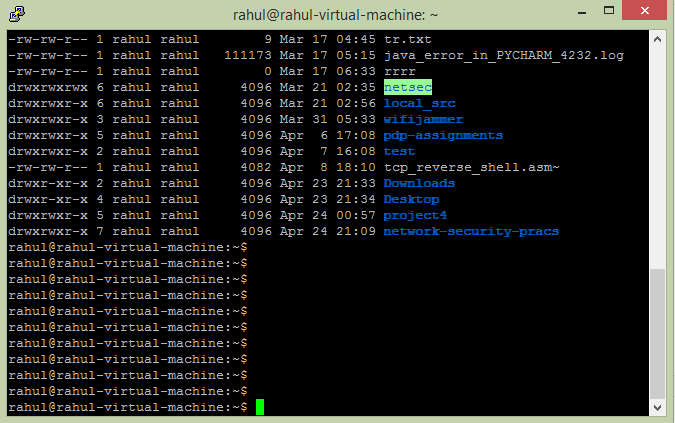 rahul@rahul-virtual-machine: ~
-rw-rw-r-- 1 rahul rahul      9 Mar 17 04:45 tr.txt
-rw-rw-r-- 1 rahul rahul 111173 Mar 17 05:15 java_error_in_PYCHARM_4232.log
-rw-rw-r-- 1 rahul rahul      0 Mar 17 06:33 rrrr
drwxrwxrwx 6 rahul rahul   4096 Mar 21 02:35 netsec
drwxrwxr-x 6 rahul rahul   4096 Mar 21 02:56 local_src
drwxrwxr-x 3 rahul rahul   4096 Mar 31 05:33 wifijammer
drwxrwxr-x 5 rahul rahul   4096 Apr  6 17:08 pdp-assignments
drwxrwxr-x 2 rahul rahul   4096 Apr  7 16:08 test
-rw-rw-r-- 1 rahul rahul   4082 Apr  8 18:10 tcp_reverse_shell.asm~
drwxr-xr-x 2 rahul rahul   4096 Apr 23 21:33 Downloads
drwxr-xr-x 4 rahul rahul   4096 Apr 23 21:34 Desktop
drwxrwxr-x 5 rahul rahul   4096 Apr 24 00:57 project4
drwxrwxr-x 7 rahul rahul   4096 Apr 24 21:09 network-security-pracs
rahul@rahul-virtual-machine:~$
rahul@rahul-virtual-machine:~$
rahul@rahul-virtual-machine:~$
rahul@rahul-virtual-machine:~$
rahul@rahul-virtual-machine:~$
rahul@rahul-virtual-machine:~$
rahul@rahul-virtual-machine:~$
rahul@rahul-virtual-machine:~$
rahul@rahul-virtual-machine:~$
rahul@rahul-virtual-machine:~$
rahul@rahul-virtual-machine:~$